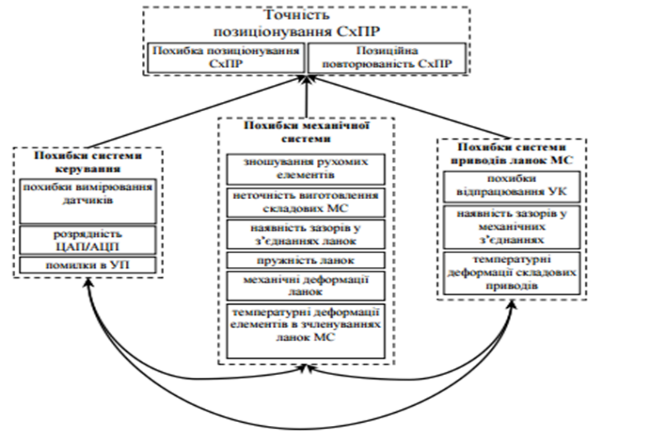 Точність
позиціонування СхПР
Похибка позиціонування
СхПР
Позиційна
повторюваність СхПР
Похибки системи
керування
похибки вимірювання
датчиків
розрядність
ЦАП/АЦП
помилки в УП
Похибки механічної
системи
зношування рухомих
елементів
неточність виготовлення
складових МС
наявність зазорів у
з’єднаннях ланок
пружність ланок
механічні деформації
ланок
температурні деформації
елементів в зчленуваннях
ланок МС
Похибки системи
приводів ланок МС
похибки
відпрацювання УК
наявність зазорів у
механічних
з’єднаннях
температурні
деформації складових
приводів